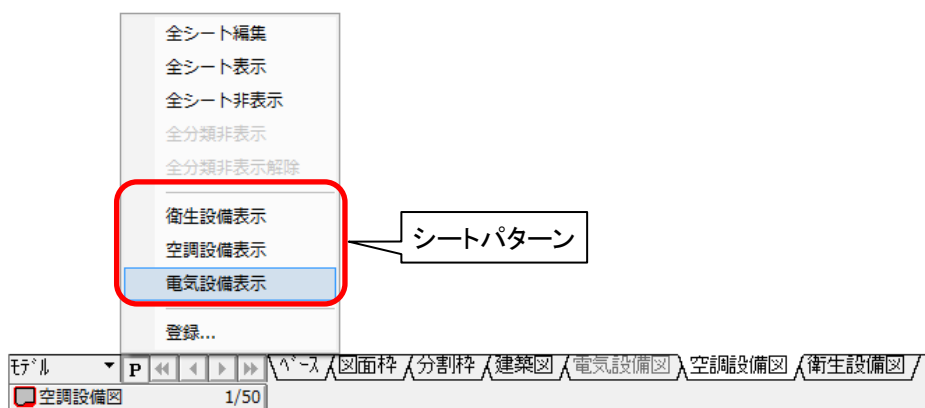 全シート編集
全シート表示
全シート非表示
全分類非表示
全分類非表示解除
衛生設備表示
空調設備表示
電気設備表示
シートパターン
登録...
ﾓﾃﾞﾙ P ﾍﾞｰｽ 図面枠 分割枠 建築図 電気設備図 空調設備図 衛生設備図
空調設備図 1/50